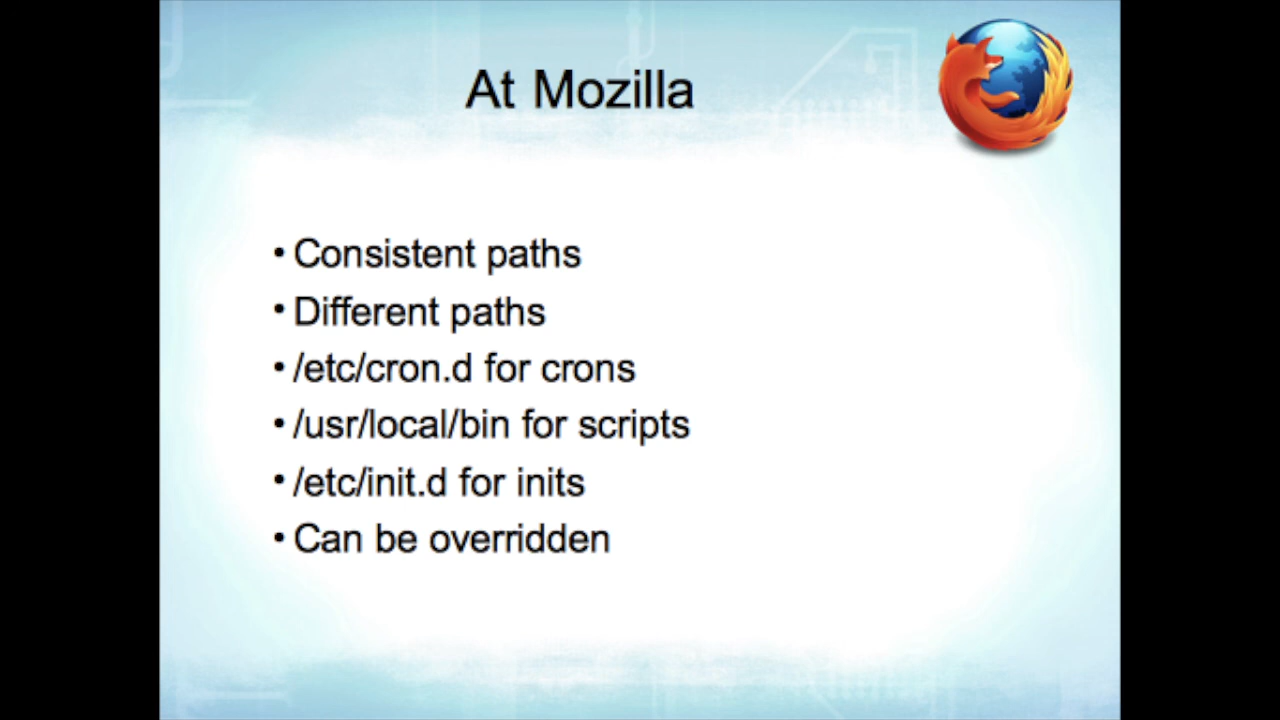 At Mozilla
• Consistent paths
• Different paths
• /etc/cron.d for crons
• /usr/local/bin for scripts
• /etc/init.d for inits
• Can be overridden